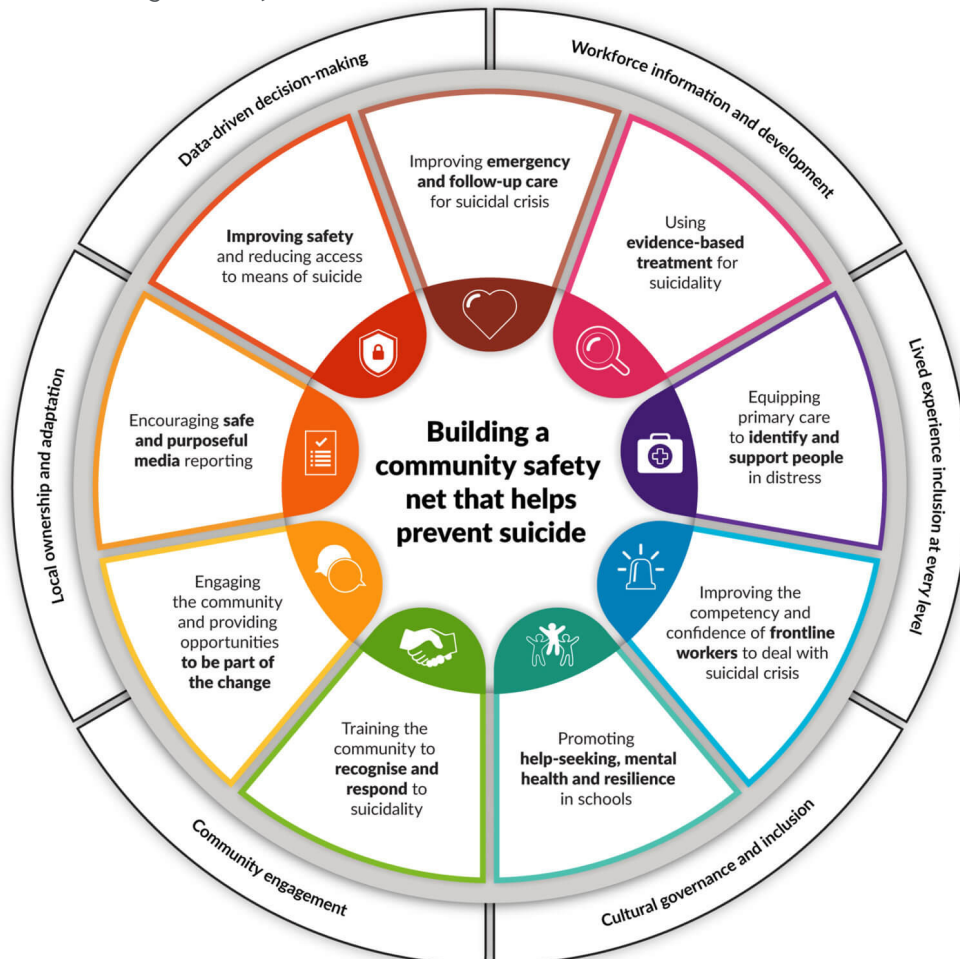 Data-driven decision-making
Workforce information and development
Lived experience inclusion at every level
Cultural governance and inclusion
Community engagement
Local ownership and adaptation
Improving emergency
and follow-up care
for suicidal crisis
Using
evidence-based
treatment for
suicidality
Equipping
primary care
to identify and
support people
in distress
Improving the
competency and
confidence of frontline
workers to deal with
suicidal crisis
Promoting
help-seeking, mental
health and resilience
in schools
Training the
community to
recognise and
respond to
suicidality
Engaging
the community
and providing
opportunities
to be part of
the change
Encouraging safe
and purposeful
media reporting
Improving safety
and reducing access
to means of suicide
Building a
community safety
net that helps
prevent suicide